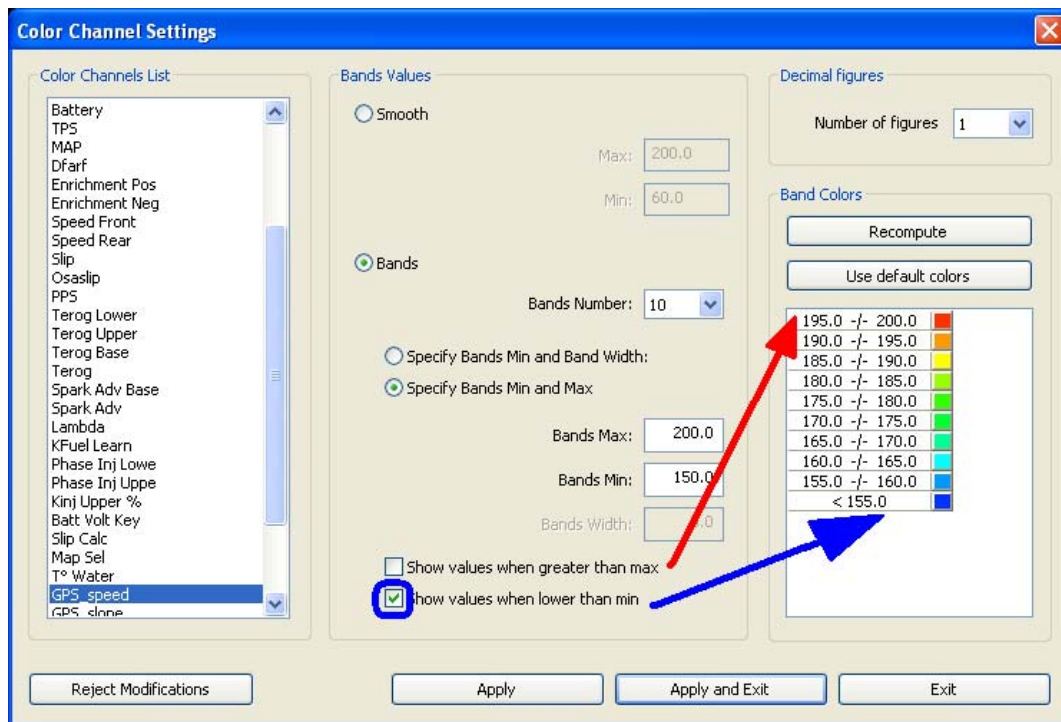 Color Channel Settings
Color Channels List
Battery
TPS
MAP
Dfarf
Enrichment Pos
Enrichment Neg
Speed Front
Speed Rear
Slip
Osaslip
PPS
Terog Lower
Terog Upper
Terog Base
Terog
Spark Adv Base
Spark Adv
Lambda
KFuel Learn
Phase Inj Lowe
Phase Inj Uppe
Kinj Upper %
Batt Volt Key
Slip Calc
Map Sel
T° Water
GPS_speed
GPS_slope
Bands Values
Smooth
Max: 200.0
Min: 60.0
Bands
Bands Number: 10
Specify Bands Min and Band Width:
Specify Bands Min and Max
Bands Max: 200.0
Bands Min: 150.0
Bands Width:
Show values when greater than max
Show values when lower than min
Decimal figures
Number of figures 1
Band Colors
Recompute
Use default colors
195.0 -/- 200.0
190.0 -/- 195.0
185.0 -/- 190.0
180.0 -/- 185.0
175.0 -/- 180.0
170.0 -/- 175.0
165.0 -/- 170.0
160.0 -/- 165.0
155.0 -/- 160.0
< 155.0
Reject Modifications
Apply
Apply and Exit
Exit